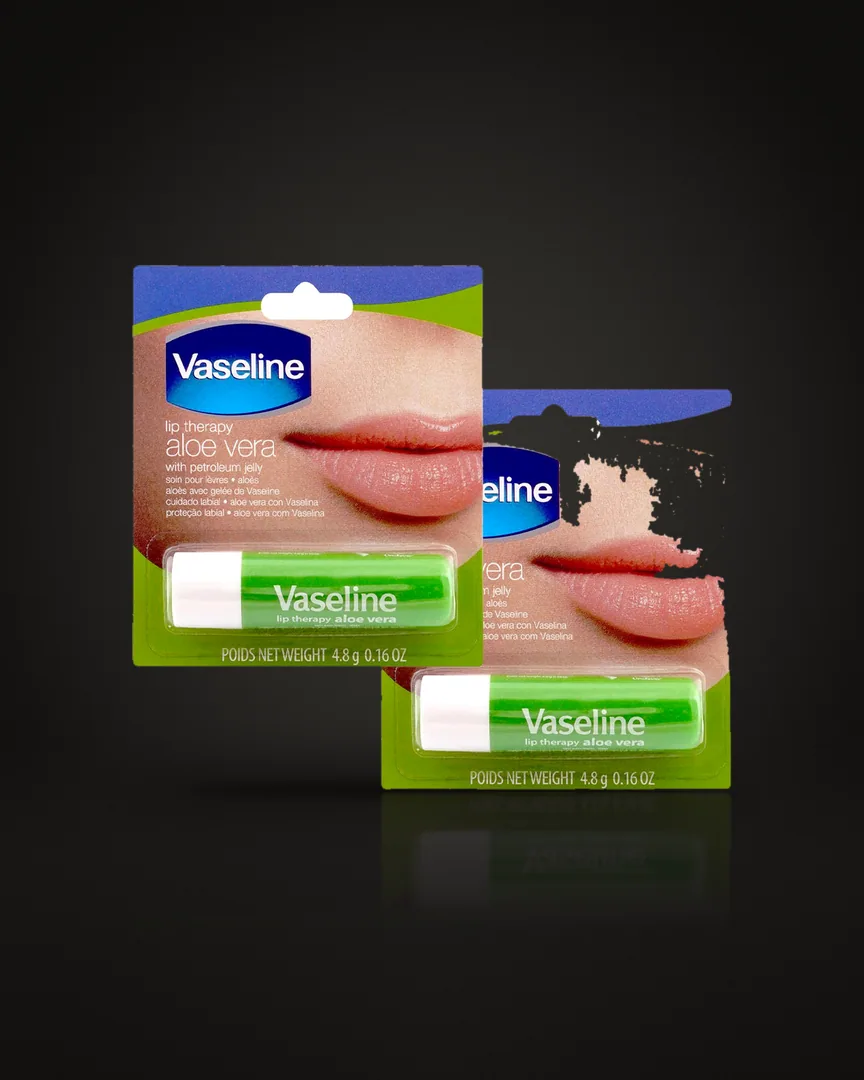 Vaseline
lip therapy
aloe vera
with petroleum jelly
soin pour lèvres • aloès
aloès avec gelée de Vaseline
cuidado labial • aloe vera con Vaselina
proteção labial • aloe vera com Vaselina
Vaseline
lip therapy aloe vera
POIDS NET WEIGHT 4.8 g 0.16 OZ
eline
vera
m jelly
aloès
de Vaseline
aloe vera con Vaselina
aloe vera com Vaselina
Vaseline
lip therapy aloe vera
POIDS NET WEIGHT 4.8 g 0.16 OZ